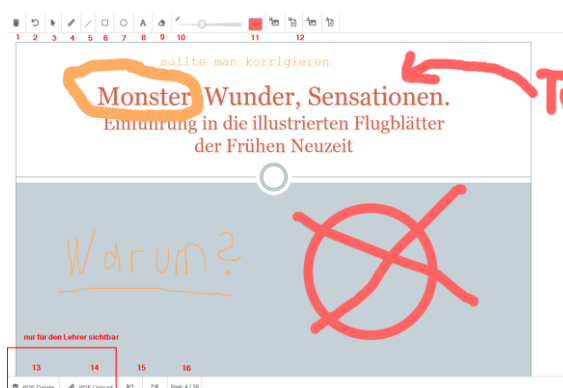 A
1 2 3 4 5 6 7 8 9 10 11 12
sollte man korrigieren
Monster Wunder, Sensationen.
Einführung in die illustrierten Flugblätter
der Frühen Neuzeit
Warum?
nur für den Lehrer sichtbar
13 14 15 16
PDF-Delete PDF-Upload Page 4 / 39